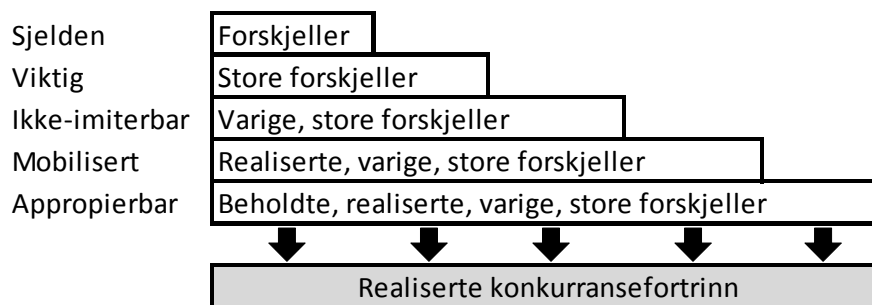 Sjelden Forskjeller
Viktig Store forskjeller
Ikke-imiterbar Varige, store forskjeller
Mobilisert Realiserte, varige, store forskjeller
Appropierbar Beholdte, realiserte, varige, store forskjeller
Realiserte konkurransefortrinn